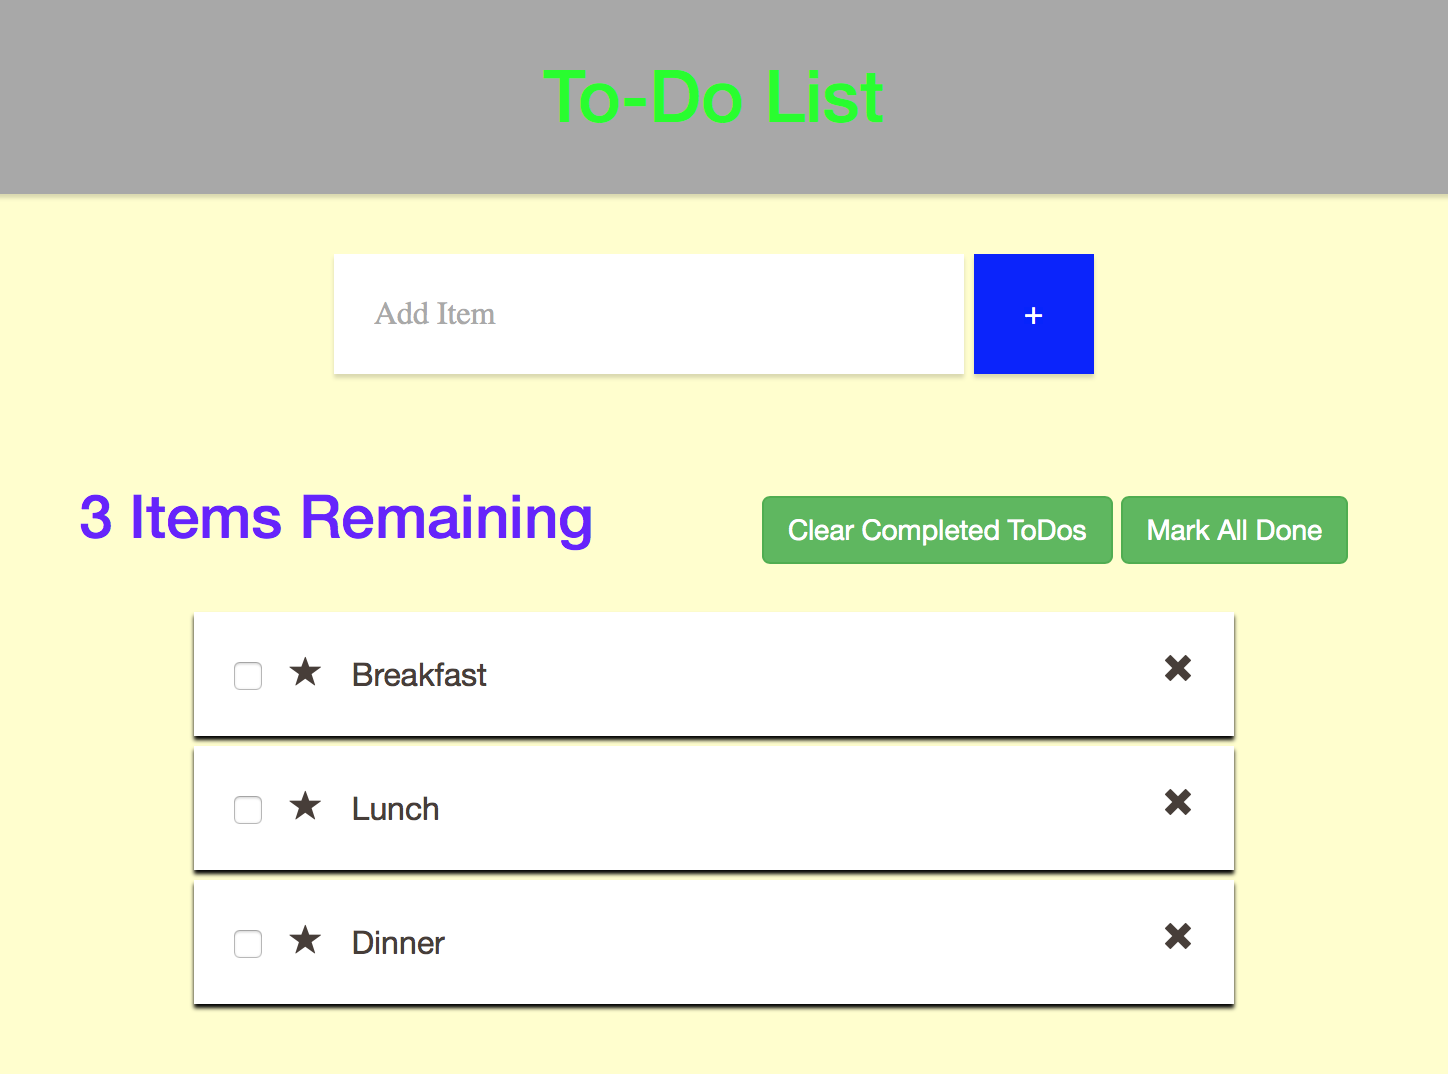 To-Do List
Add Item
+
3 Items Remaining
Clear Completed ToDos
Mark All Done
Breakfast
Lunch
Dinner